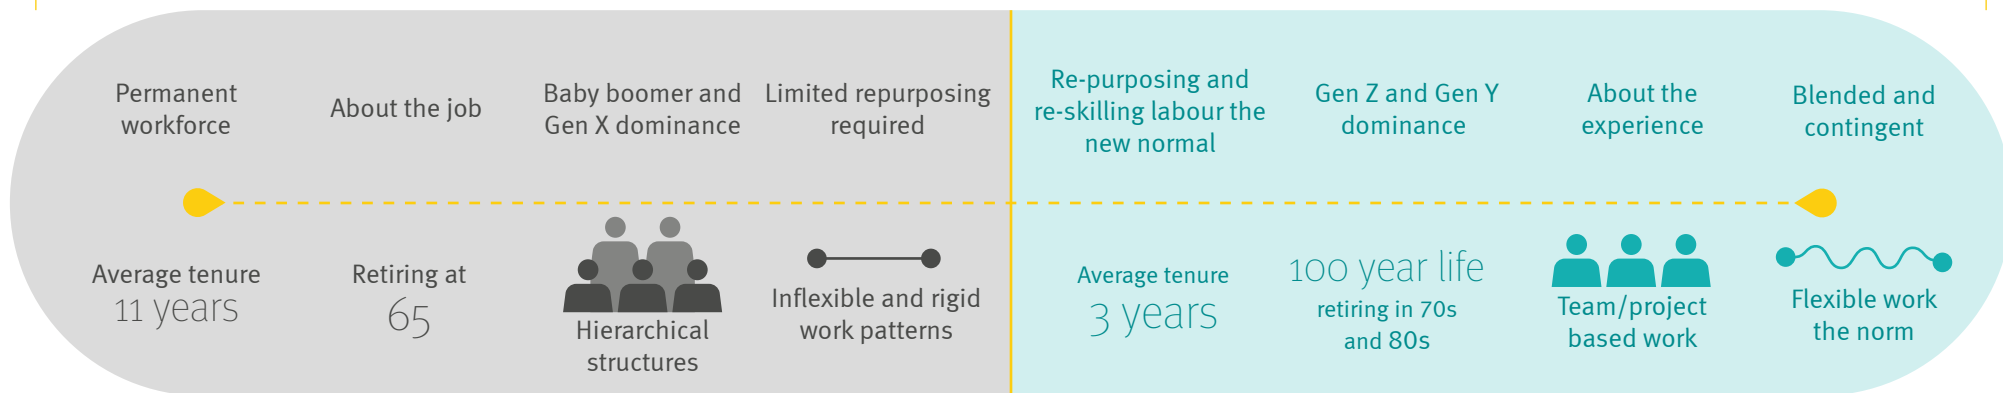 Permanent
workforce
About the job
Baby boomer and
Gen X dominance
Limited repurposing
required
Re-purposing and
re-skilling labour the
new normal
Gen Z and Gen Y
dominance
About the
experience
Blended and
contingent
Average tenure
11 years
Retiring at
65
Hierarchical
structures
Inflexible and rigid
work patterns
Average tenure
3 years
100 year life
retiring in 70s
and 80s
Team/project
based work
Flexible work
the norm